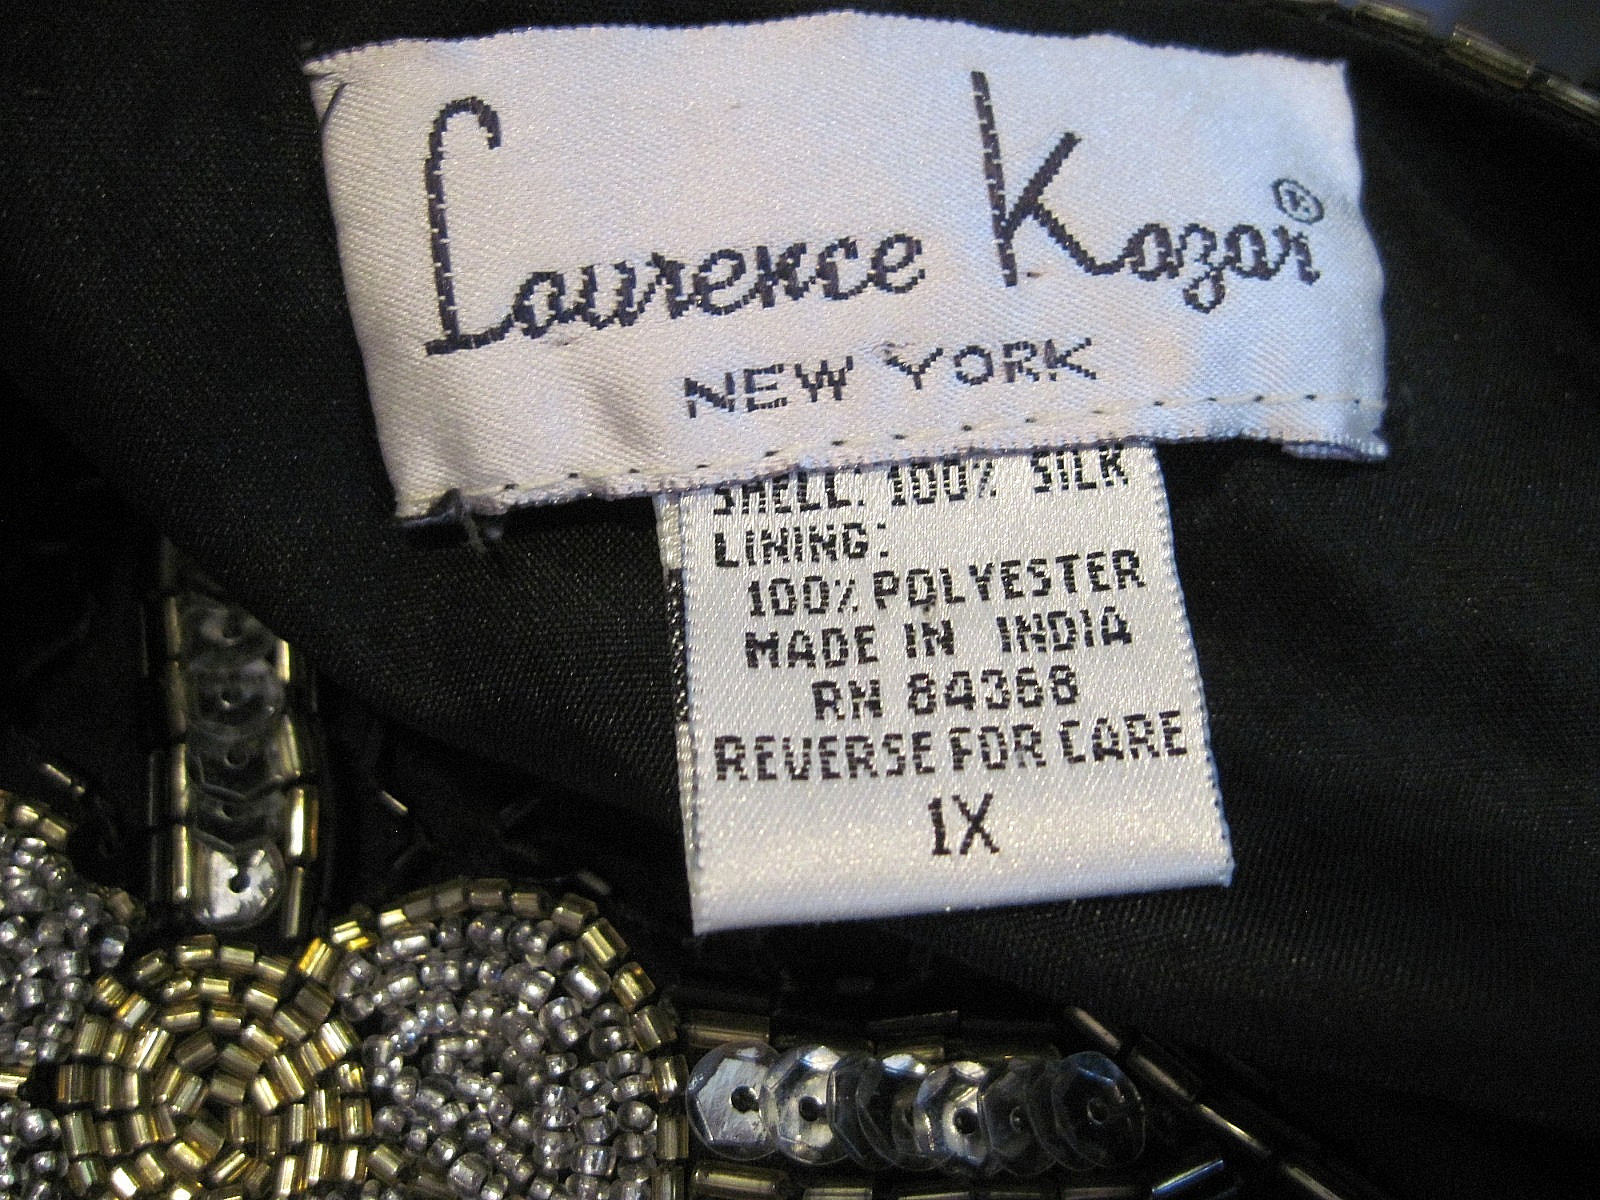 Laurence Kazar®
NEW YORK
SHELL: 100% SILK
LINING:
100% POLYESTER
MADE IN INDIA
RN 84368
REVERSE FOR CARE
1X